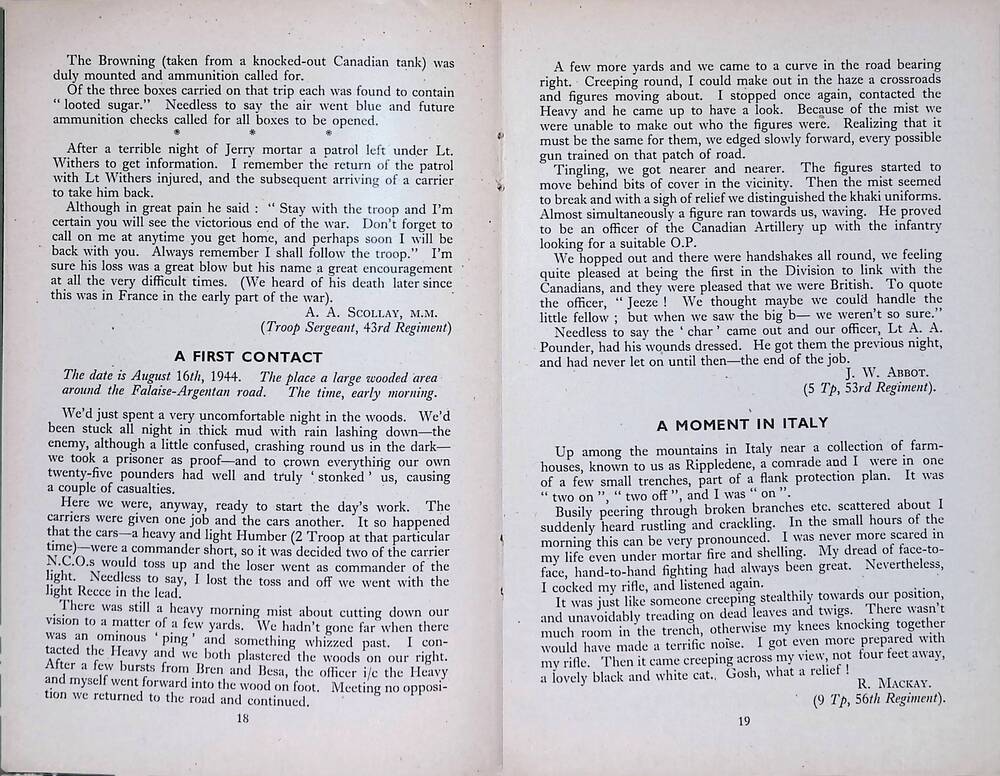 The Browning (taken from a knocked-out Canadian tank) was
duly mounted and ammunition called for.
Of the three boxes carried on that trip each was found to contain
“ looted sugar.” Needless to say the air went blue and future
ammunition checks called for all boxes to be opened.
* * *
After a terrible night of Jerry mortar a patrol left under Lt.
Withers to get information. I remember the return of the patrol
with Lt Withers injured, and the subsequent arriving of a carrier
to take him back.
Although in great pain he said : “ Stay with the troop and I’m
certain you will see the victorious end of the war. Don’t forget to
call on me at anytime you get home, and perhaps soon I will be
back with you. Always remember I shall follow the troop.” I’m
sure his loss was a great blow but his name a great encouragement
at all the very difficult times. (We heard of his death later since
this was in France in the early part of the war).
A. A. SCOLLAY, M.M.
(Troop Sergeant, 43rd Regiment)
A FIRST CONTACT
The date is August 16th, 1944. The place a large wooded area
around the Falaise-Argentan road. The time, early morning.
We’d just spent a very uncomfortable night in the woods. We’d
been stuck all night in thick mud with rain lashing down—the
enemy, although a little confused, crashing round us in the dark—
we took a prisoner as proof—and to crown everything our own
twenty-five pounders had well and truly ‘ stonked ’ us, causing
a couple of casualties.
Here we were, anyway, ready to start the day’s work. The
carriers were given one job and the cars another. It so happened
that the cars—a heavy and light Humber (2 Troop at that particular
time)—were a commander short, so it was decided two of the carrier
N.C.O.s would toss up and the loser went as commander of the
light. Needless to say, I lost the toss and off we went with the
light Recce in the lead.
There was still a heavy morning mist about cutting down our
vision to a matter of a few yards. We hadn’t gone far when there
was an ominous ‘ ping ’ and something whizzed past. I con-
tacted the Heavy and we both plastered the woods on our right.
After a few bursts from Bren and Besa, the officer i/c the Heavy
and myself went forward into the wood on foot. Meeting no opposi-
tion we returned to the road and continued.
18
A few more yards and we came to a curve in the road bearing
right. Creeping round, I could make out in the haze a crossroads
and figures moving about. I stopped once again, contacted the
Heavy and he came up to have a look. Because of the mist we
were unable to make out who the figures were. Realizing that it
must be the same for them, we edged slowly forward, every possible
gun trained on that patch of road.
Tingling, we got nearer and nearer. The figures started to
move behind bits of cover in the vicinity. Then the mist seemed
to break and with a sigh of relief we distinguished the khaki uniforms.
Almost simultaneously a figure ran towards us, waving. He proved
to be an officer of the Canadian Artillery up with the infantry
looking for a suitable O.P.
We hopped out and there were handshakes all round, we feeling
quite pleased at being the first in the Division to link with the
Canadians, and they were pleased that we were British. To quote
the officer, “ Jeeze ! We thought maybe we could handle the
little fellow ; but when we saw the big b— we weren’t so sure.”
Needless to say the ‘ char ’ came out and our officer, Lt A. A.
Pounder, had his wounds dressed. He got them the previous night,
and had never let on until then—the end of the job.
J. W. ABBOT.
(5 Tp, 53rd Regiment).
A MOMENT IN ITALY
Up among the mountains in Italy near a collection of farm-
houses, known to us as Rippledene, a comrade and I were in one
of a few small trenches, part of a flank protection plan. It was
“ two on ”, “ two off ”, and I was “ on ”.
Busily peering through broken branches etc. scattered about I
suddenly heard rustling and crackling. In the small hours of the
morning this can be very pronounced. I was never more scared in
my life even under mortar fire and shelling. My dread of face-to-
face, hand-to-hand fighting had always been great. Nevertheless,
I cocked my rifle, and listened again.
It was just like someone creeping stealthily towards our position,
and unavoidably treading on dead leaves and twigs. There wasn’t
much room in the trench, otherwise my knees knocking together
would have made a terrific noise. I got even more prepared with
my rifle. Then it came creeping across my view, not four feet away,
a lovely black and white cat.. Gosh, what a relief !
R. MACKAY.
(9 Tp, 56th Regiment).
19